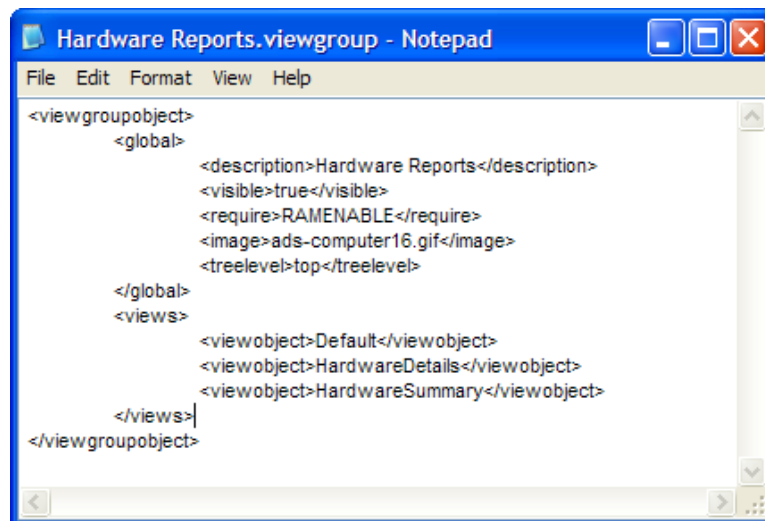 Hardware Reports.viewgroup - Notepad
File Edit Format View Help
<viewgroupobject>
<global>
<description>Hardware Reports</description>
<visible>true</visible>
<require>RAMENABLE</require>
<image>ads-computer16.gif</image>
<treelevel>top</treelevel>
</global>
<views>
<viewobject>Default</viewobject>
<viewobject>HardwareDetails</viewobject>
<viewobject>HardwareSummary</viewobject>
</views>
</viewgroupobject>